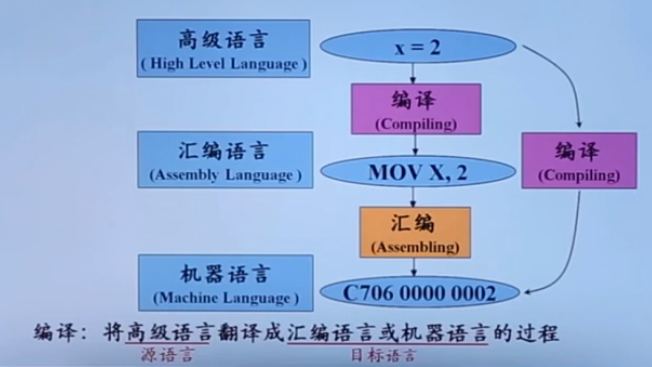 高级语言
( High Level Language )
x = 2
编译
(Compiling)
汇编语言
(Assembly Language )
MOV X, 2
编译
(Compiling)
汇编
(Assembling)
机器语言
(Machine Language )
C706 0000 0002
编译：将高级语言翻译成汇编语言或机器语言的过程
源语言
目标语言